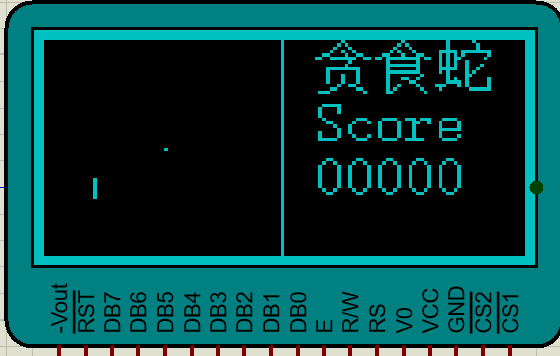 贪食蛇
Score
00000
-Vout
RST
DB7
DB6
DB5
DB4
DB3
DB2
DB1
DB0
E
R/W
RS
V0
VCC
GND
CS2
CS1